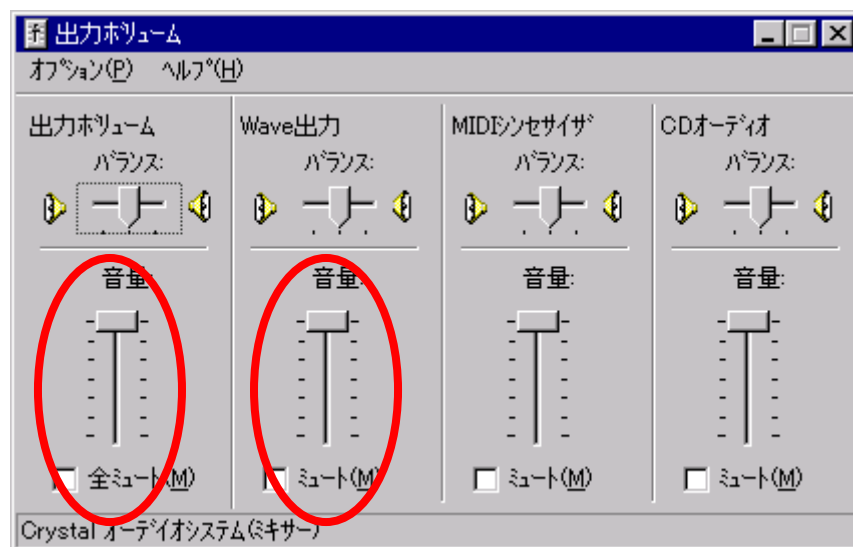 出力ﾎﾞﾘｭｰﾑ
ｵﾌﾟｼｮﾝ(P) ﾍﾙﾌﾟ(H)
出力ﾎﾞﾘｭｰﾑ
ﾊﾞﾗﾝｽ:
音量:
全ﾐｭｰﾄ(M)
Wave出力
ﾊﾞﾗﾝｽ:
音量:
ﾐｭｰﾄ(M)
MIDIｼﾝｾｻｲｻﾞ
ﾊﾞﾗﾝｽ:
音量:
ﾐｭｰﾄ(M)
CDｵｰﾃﾞｨｵ
ﾊﾞﾗﾝｽ:
音量:
ﾐｭｰﾄ(M)
Crystal ｵｰﾃﾞｲｵｼｽﾃﾑ(ﾐｷｻｰ)